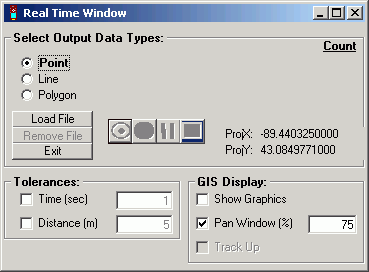 Real Time Window
Select Output Data Types:
Count
Point
Line
Polygon
Load File
Remove File
Exit
ProjX: -89.4403250000
ProjY: 43.0849771000
Tolerances:
Time (sec) 1
Distance (m) 5
GIS Display:
Show Graphics
Pan Window (%) 75
Track Up